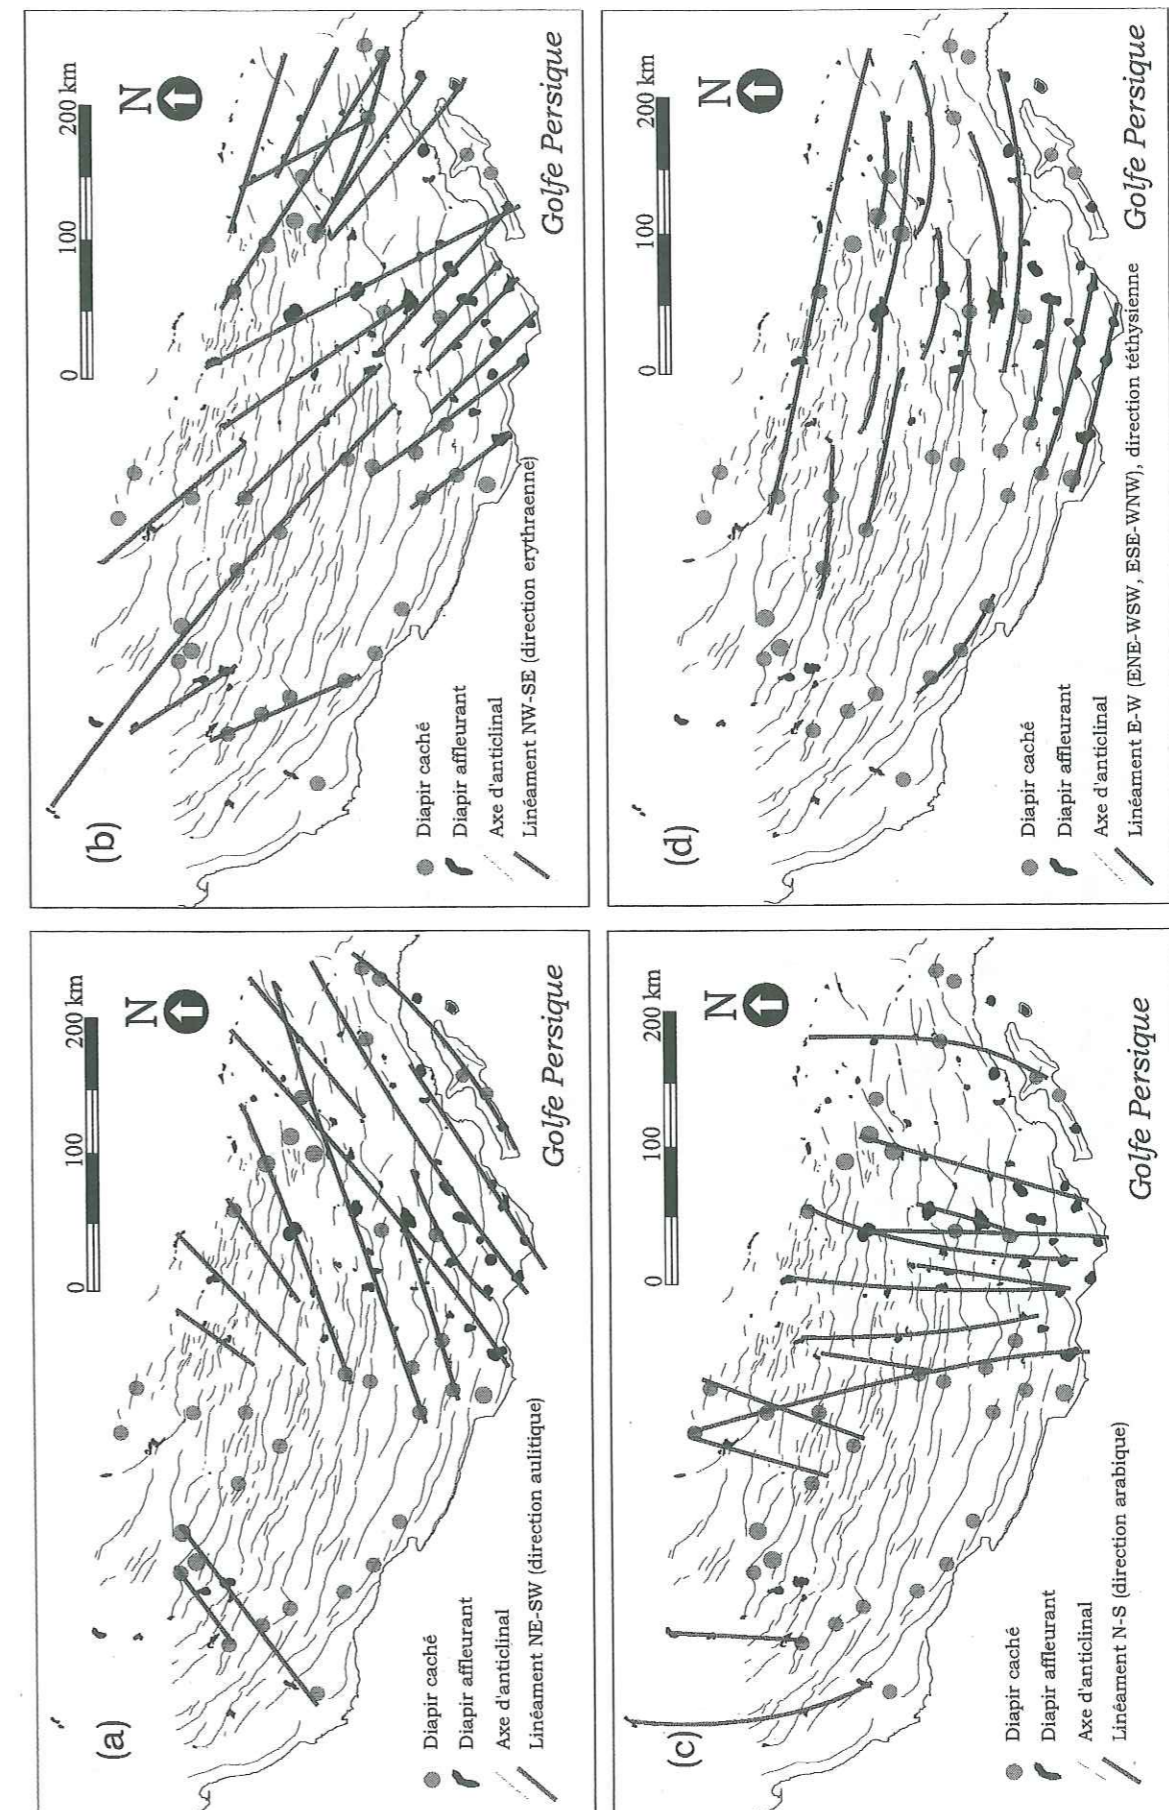 (a)
0
100
200 km
N
Golfe Persique
Diapir caché
Diapir affleurant
Axe d'anticlinal
Linéament NE-SW (direction aulitique)
(b)
0
100
200 km
N
Golfe Persique
Diapir caché
Diapir affleurant
Axe d'anticlinal
Linéament NW-SE (direction erythraenne)
(c)
0
100
200 km
N
Golfe Persique
Diapir caché
Diapir affleurant
Axe d'anticlinal
Linéament N-S (direction arabique)
(d)
0
100
200 km
N
Golfe Persique
Diapir caché
Diapir affleurant
Axe d'anticlinal
Linéament E-W (ENE-WSW, ESE-WNW), direction téthysienne